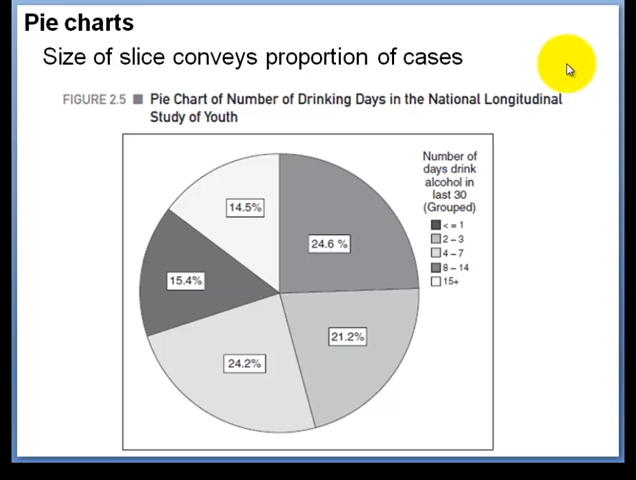 Pie charts
Size of slice conveys proportion of cases
FIGURE 2.5 ■ Pie Chart of Number of Drinking Days in the National Longitudinal
Study of Youth
Number of
days drink
alcohol in
last 30
(Grouped)
< = 1
2 – 3
4 – 7
8 – 14
15+
14.5%
24.6 %
15.4%
21.2%
24.2%